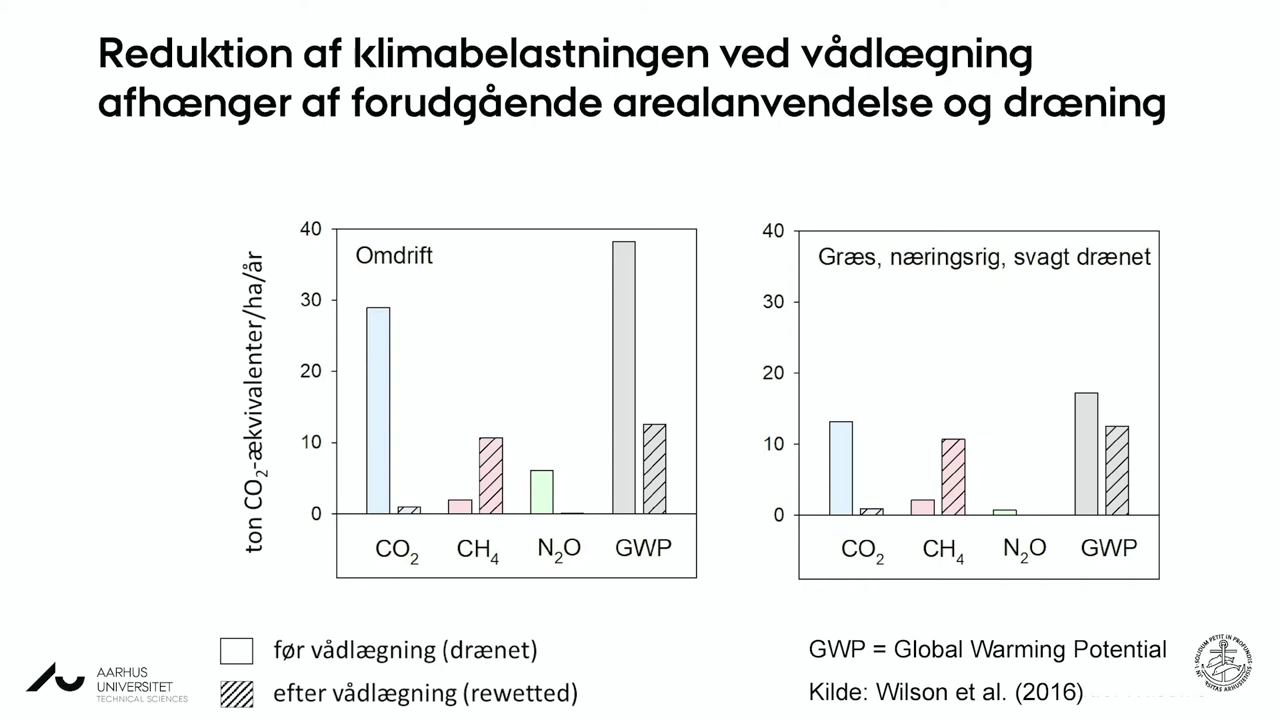 Reduktion af klimabelastningen ved vådlægning
afhænger af forudgående arealanvendelse og dræning
ton CO2-ækvivalenter/ha/år
40
30
20
10
0
Omdrift
CO2
CH4
N2O
GWP
40
30
20
10
0
Græs, næringsrig, svagt drænet
CO2
CH4
N2O
GWP
før vådlægning (drænet)
efter vådlægning (rewetted)
GWP = Global Warming Potential
Kilde: Wilson et al. (2016)
AARHUS
UNIVERSITET
TECHNICAL SCIENCES